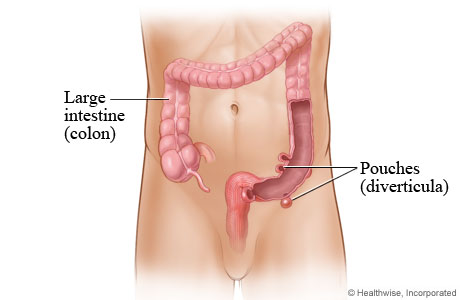 Large
intestine
(colon)
Pouches
(diverticula)
© Healthwise, Incorporated